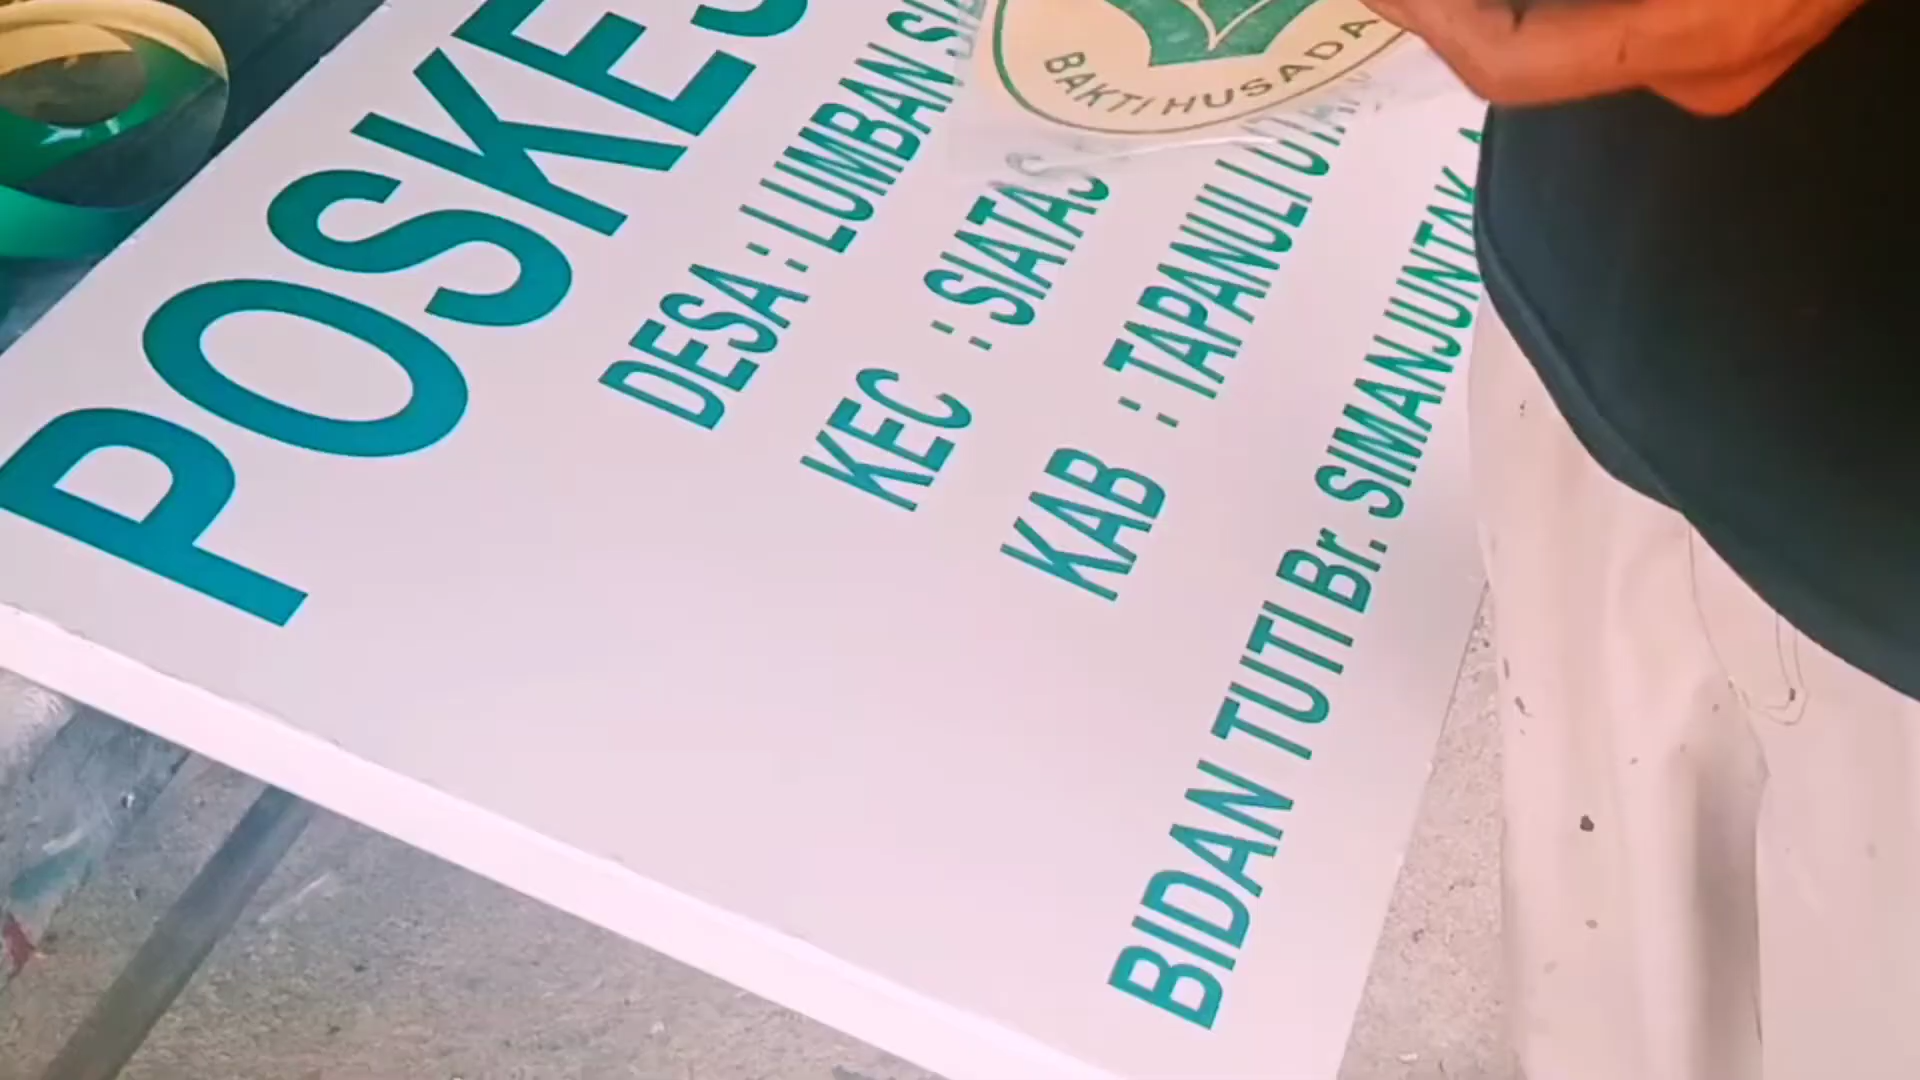 POSKES
DESA : LUMBAN
KEC : SIATAS
KAB : TAPANULI
BIDAN TUTI Br. SIMANJUNTAK
BAKTI HUSADA